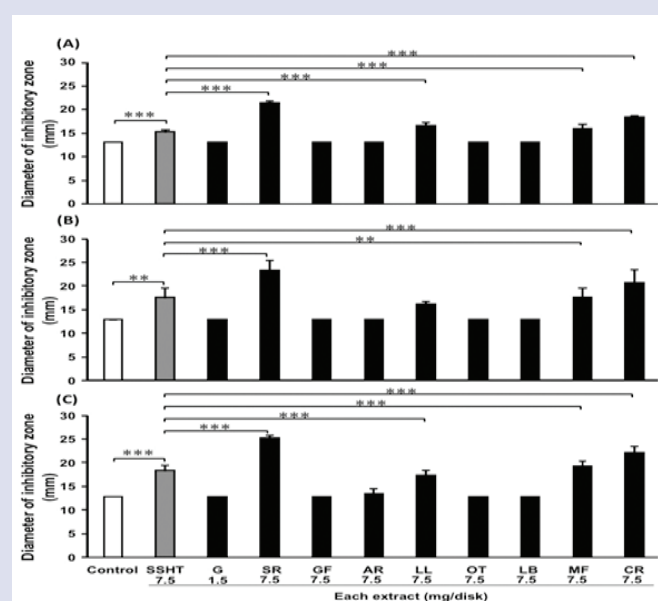 (A)
Diameter of inhibitory zone
(mm)
30
25
20
15
10
5
0
***
***
***
***
***
(B)
Diameter of inhibitory zone
(mm)
30
25
20
15
10
5
0
***
**
***
**
(C)
Diameter of inhibitory zone
(mm)
30
25
20
15
10
5
0
***
***
***
***
***
Control SSHT G SR GF AR LL OT LB MF CR
7.5 1.5 7.5 7.5 7.5 7.5 7.5 7.5 7.5 7.5
Each extract (mg/disk)